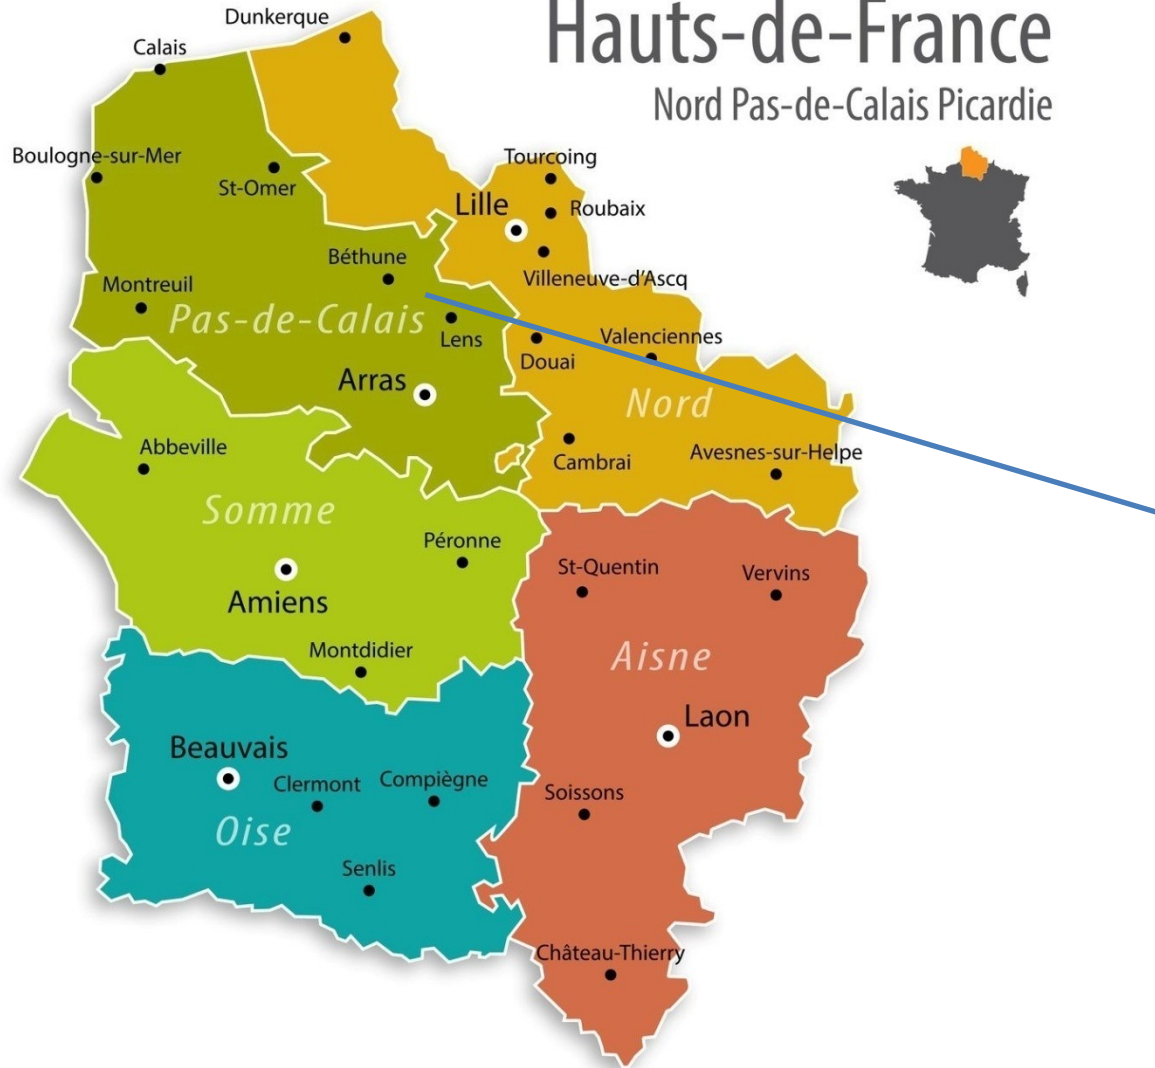 Hauts-de-France
Nord Pas-de-Calais Picardie
Dunkerque
Calais
Boulogne-sur-Mer
St-Omer
Tourcoing
Lille
Roubaix
Béthune
Villeneuve-d'Ascq
Montreuil
Pas-de-Calais
Lens
Valenciennes
Douai
Arras
Nord
Abbeville
Cambrai
Avesnes-sur-Helpe
Somme
Péronne
St-Quentin
Vervins
Amiens
Montdidier
Aisne
Laon
Beauvais
Clermont
Compiègne
Soissons
Oise
Senlis
Château-Thierry